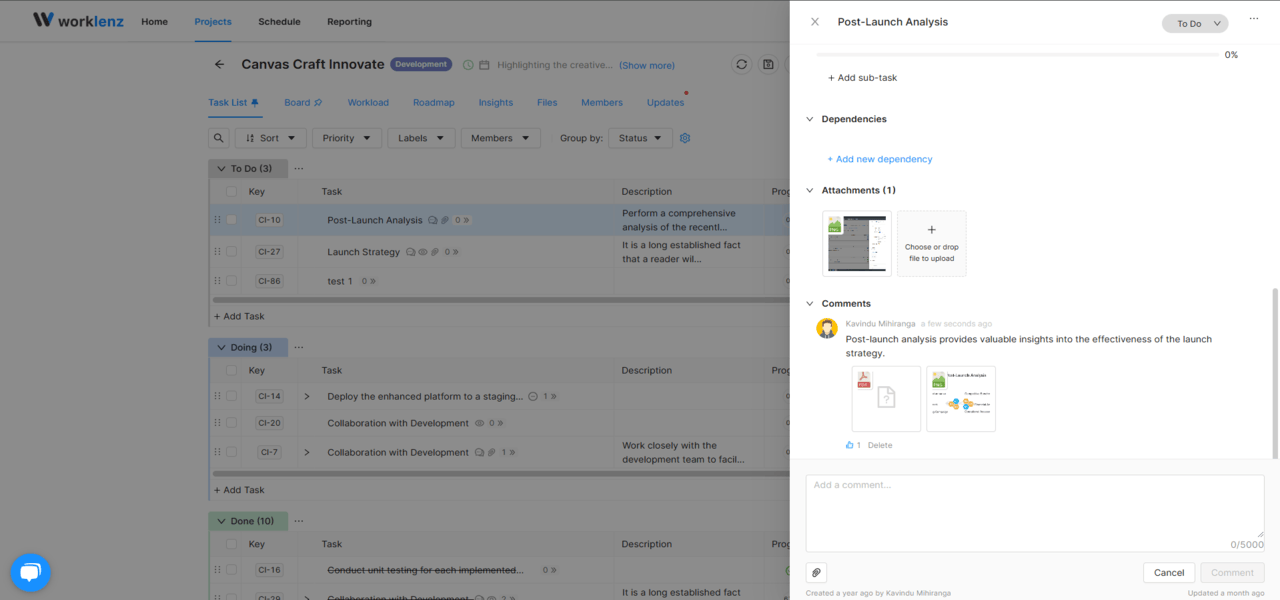 worklenz
Home
Projects
Schedule
Reporting
Canvas Craft Innovate
Development
Highlighting the creative...
(Show more)
Task List
Board
Workload
Roadmap
Insights
Files
Members
Updates
Sort
Priority
Labels
Members
Group by:
Status
To Do (3)
Key Task Description Prog
CI-10 Post-Launch Analysis 0 Perform a comprehensive
analysis of the recentl...
CI-27 Launch Strategy 0 It is a long established fact
that a reader wil...
CI-86 test 1 0
+ Add Task
Doing (3)
Key Task Description Prog
CI-14 Deploy the enhanced platform to a staging... 1
CI-20 Collaboration with Development 0
CI-7 Collaboration with Development 1 Work closely with the
development team to facil...
+ Add Task
Done (10)
Key Task Description Prog
CI-16 Conduct unit testing for each implemented... 0
CI-29 Collaboration with Development It is a long established fact
Post-Launch Analysis
To Do
0%
+ Add sub-task
Dependencies
+ Add new dependency
Attachments (1)
PNG
+
Choose or drop
file to upload
Comments
Kavindu Mihiranga a few seconds ago
Post-launch analysis provides valuable insights into the effectiveness of the launch
strategy.
PDF
?
PNG
Post-Launch Analysis
1 Delete
Add a comment...
0/5000
Cancel
Comment
Created a year ago by Kavindu Mihiranga
Updated a month ago